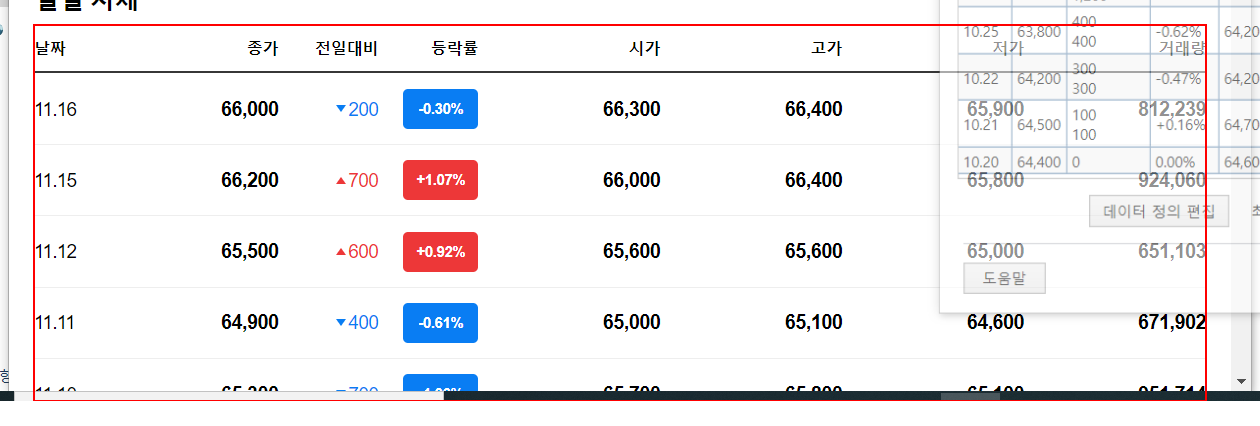 일별 시세
날짜 종가 전일대비 등락률 시가 고가 저가 거래량
11.16 66,000 ▼200 -0.30% 66,300 66,400 65,900 812,239
11.15 66,200 ▲700 +1.07% 66,000 66,400 65,800 924,060
11.12 65,500 ▲600 +0.92% 65,600 65,600 65,000 651,103
11.11 64,900 ▼400 -0.61% 65,000 65,100 64,600 671,902
10.25 63,800 400 -0.62% 64,20
400
10.22 64,200 300 -0.47% 64,20
300
10.21 64,500 100 +0.16% 64,70
100
10.20 64,400 0 0.00% 64,60
데이터 정의 편집
도움말